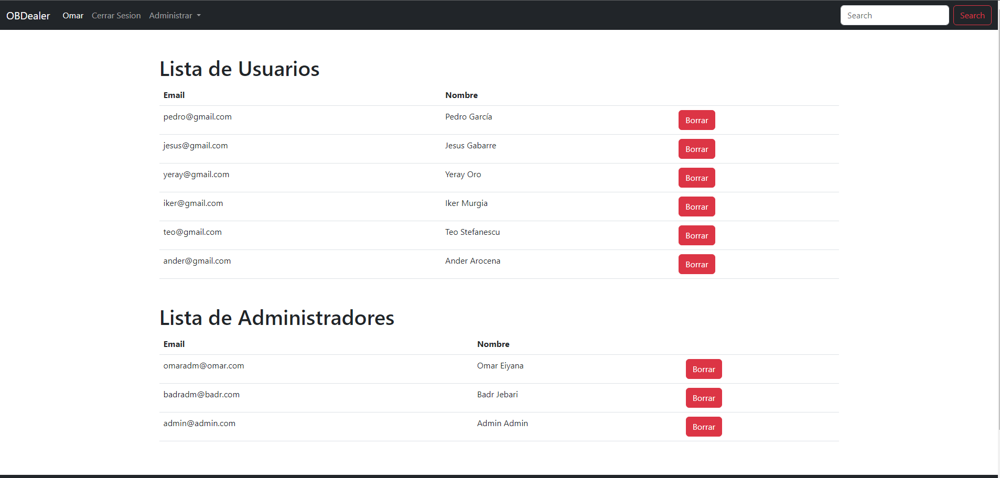 OBDealer Omar Cerrar Sesion Administrar Search Search
Lista de Usuarios
Email Nombre
pedro@gmail.com Pedro García Borrar
jesus@gmail.com Jesus Gabarre Borrar
yeray@gmail.com Yeray Oro Borrar
iker@gmail.com Iker Murgia Borrar
teo@gmail.com Teo Stefanescu Borrar
ander@gmail.com Ander Arocena Borrar
Lista de Administradores
Email Nombre
omaradm@omar.com Omar Eiyana Borrar
badradm@badr.com Badr Jebari Borrar
admin@admin.com Admin Admin Borrar